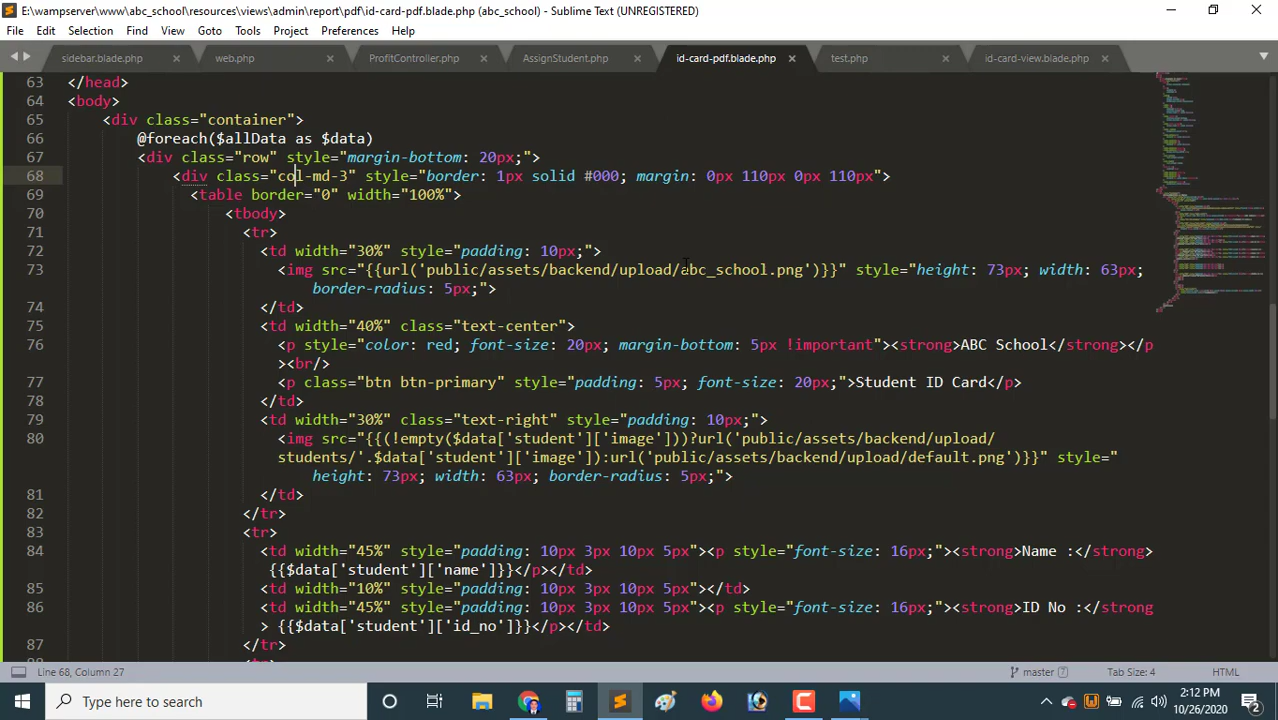 E:\wampserver\www\abc_school\resources\views\admin\report\pdf\id-card-pdf.blade.php (abc_school) - Sublime Text (UNREGISTERED)
File Edit Selection Find View Goto Tools Project Preferences Help
sidebar.blade.php web.php ProfitController.php AssignStudent.php id-card-pdf.blade.php test.php id-card-view.blade.php
63 </head>
64 <body>
65 <div class="container">
66 @foreach($allData as $data)
67 <div class="row" style="margin-bottom: 20px;">
68 <div class="col-md-3" style="border: 1px solid #000; margin: 0px 110px 0px 110px">
69 <table border="0" width="100%">
70 <tbody>
71 <tr>
72 <td width="30%" style="padding: 10px;">
73 <img src="{{url('public/assets/backend/upload/abc_school.png')}}" style="height: 73px; width: 63px;
border-radius: 5px;">
74 </td>
75 <td width="40%" class="text-center">
76 <p style="color: red; font-size: 20px; margin-bottom: 5px !important"><strong>ABC School</strong></p
><br/>
77 <p class="btn btn-primary" style="padding: 5px; font-size: 20px;">Student ID Card</p>
78 </td>
79 <td width="30%" class="text-right" style="padding: 10px;">
80 <img src="{{(!empty($data['student']['image']))?url('public/assets/backend/upload/
students/'.$data['student']['image']):url('public/assets/backend/upload/default.png')}}" style="
height: 73px; width: 63px; border-radius: 5px;">
81 </td>
82 </tr>
83 <tr>
84 <td width="45%" style="padding: 10px 3px 10px 5px"><p style="font-size: 16px;"><strong>Name :</strong>
{{$data['student']['name']}}</p></td>
85 <td width="10%" style="padding: 10px 3px 10px 5px"></td>
86 <td width="45%" style="padding: 10px 3px 10px 5px"><p style="font-size: 16px;"><strong>ID No :</strong
> {{$data['student']['id_no']}}</p></td>
87 </tr>
Line 68, Column 27 master 7 Tab Size: 4 HTML
Type here to search 2:12 PM
10/26/2020 2